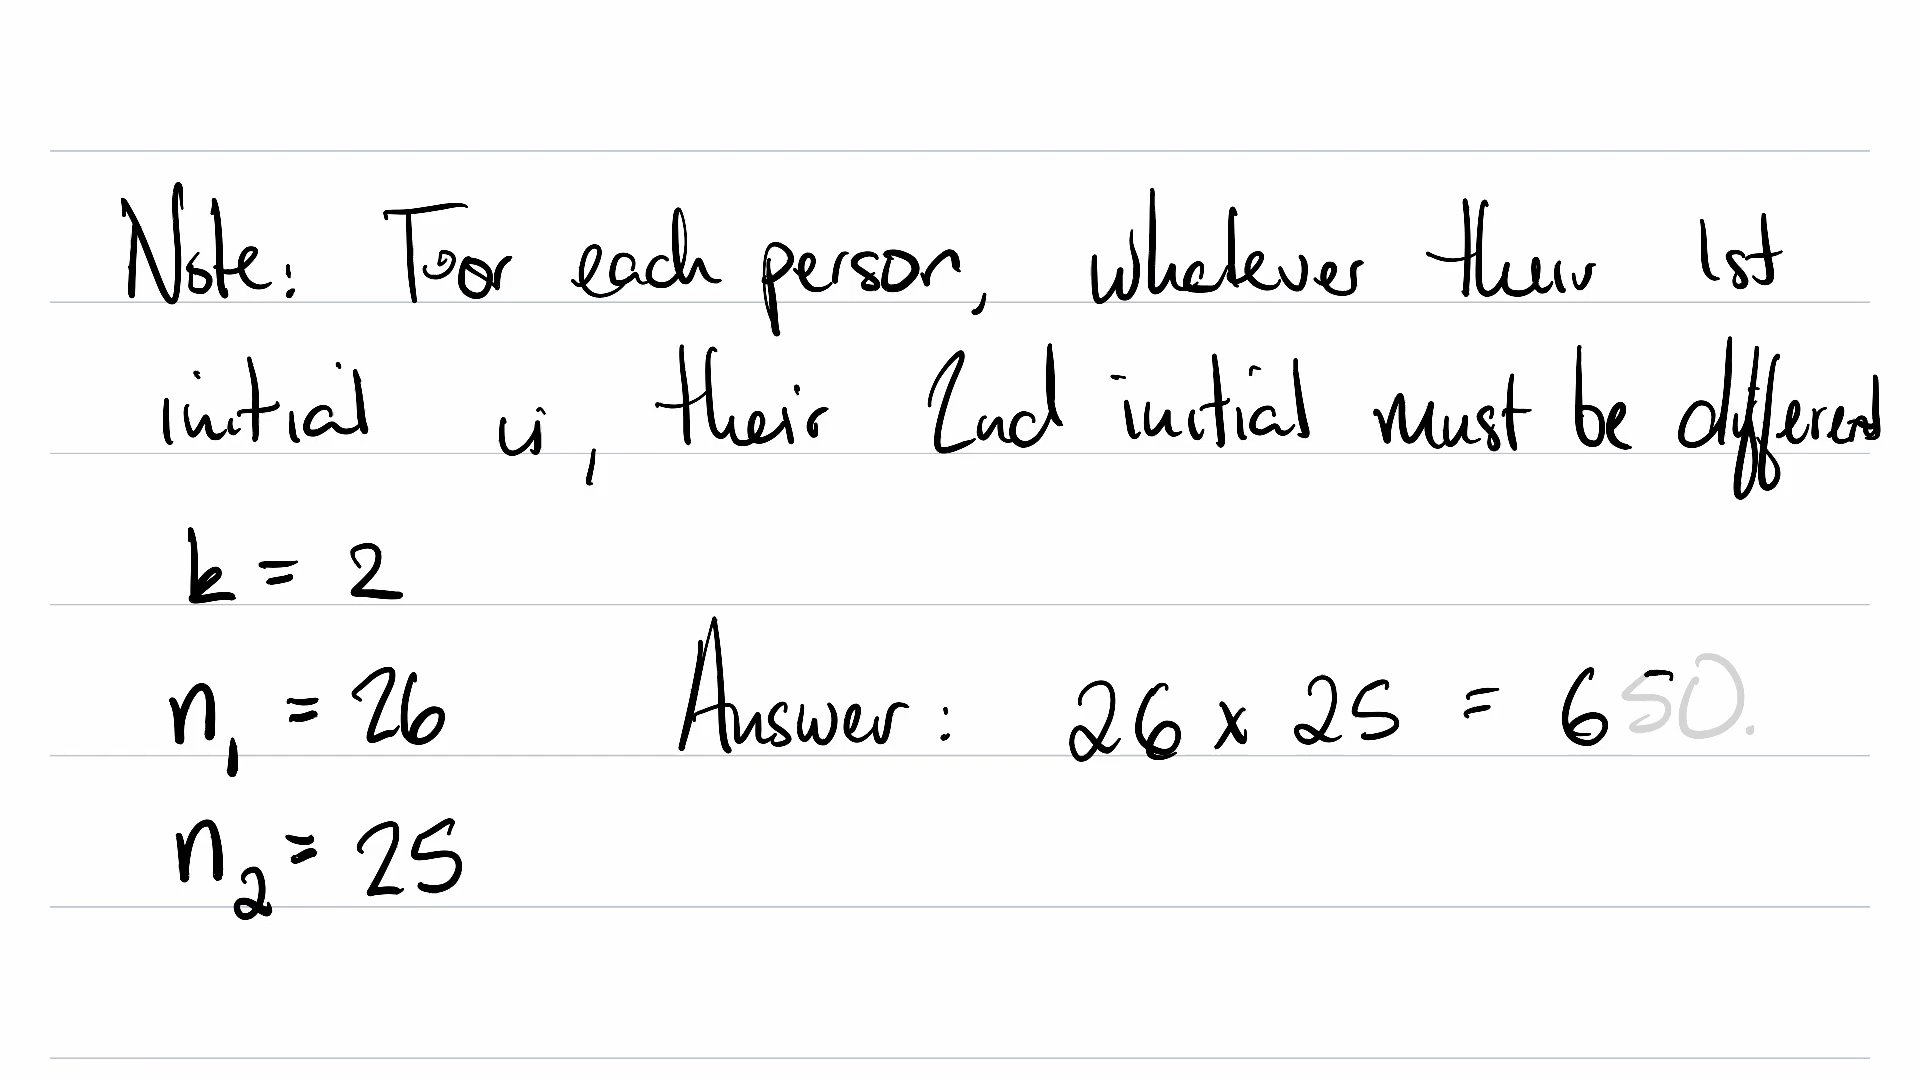 Note: For each person, whatever their 1st
initial is, their 2nd initial must be different
k = 2
n₁ = 26 Answer: 26 x 25 = 650.
n₂ = 25